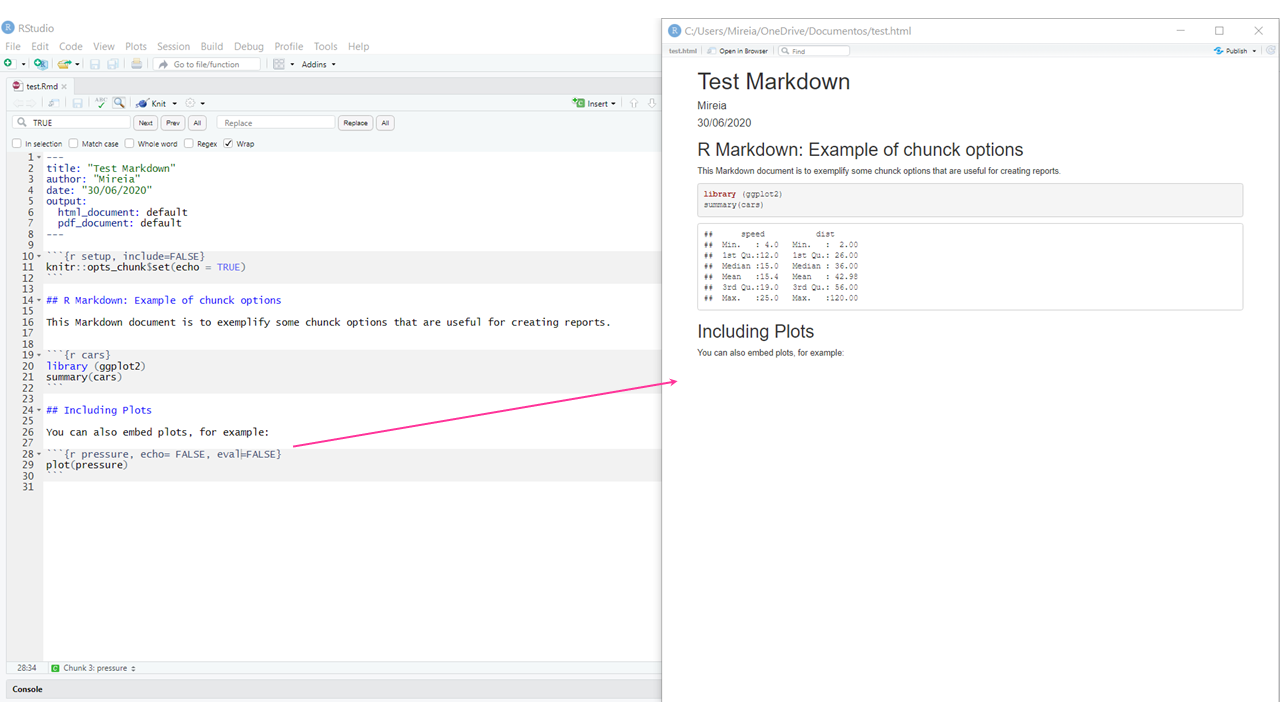 RStudio
File Edit Code View Plots Session Build Debug Profile Tools Help
Go to file/function Addins
test.Rmd
ABC Knit Insert
TRUE Next Prev All Replace Replace All
In selection Match case Whole word Regex Wrap
1 ---
2 title: "Test Markdown"
3 author: "Mireia"
4 date: "30/06/2020"
5 output:
6 html_document: default
7 pdf_document: default
8 ---
9
10 ```{r setup, include=FALSE}
11 knitr::opts_chunk$set(echo = TRUE)
12 ```
13
14 ## R Markdown: Example of chunck options
15
16 This Markdown document is to exemplify some chunck options that are useful for creating reports.
17
18
19 ```{r cars}
20 library (ggplot2)
21 summary(cars)
22 ```
23
24 ## Including Plots
25
26 You can also embed plots, for example:
27
28 ```{r pressure, echo= FALSE, eval=FALSE}
29 plot(pressure)
30 ```
31
28:34 C Chunk 3: pressure
Console
R C:/Users/Mireia/OneDrive/Documentos/test.html
test.html Open in Browser Find Publish
Test Markdown
Mireia
30/06/2020
R Markdown: Example of chunck options
This Markdown document is to exemplify some chunck options that are useful for creating reports.
library (ggplot2)
summary(cars)
## speed dist
## Min. : 4.0 Min. : 2.00
## 1st Qu.:12.0 1st Qu.: 26.00
## Median :15.0 Median : 36.00
## Mean :15.4 Mean : 42.98
## 3rd Qu.:19.0 3rd Qu.: 56.00
## Max. :25.0 Max. :120.00
Including Plots
You can also embed plots, for example: